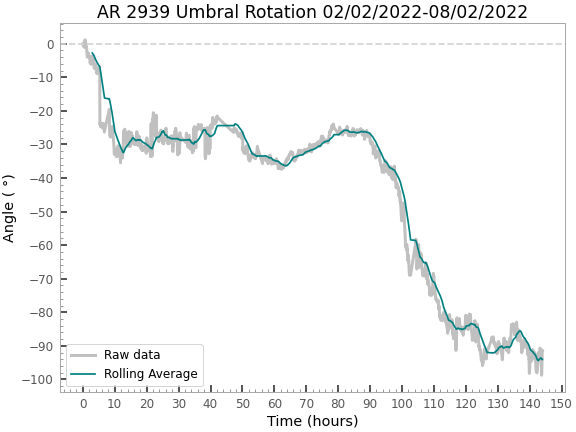 AR 2939 Umbral Rotation 02/02/2022-08/02/2022
0
−10
−20
−30
−40
−50
−60
−70
−80
−90
−100
Angle ( °)
Raw data
Rolling Average
0 10 20 30 40 50 60 70 80 90 100 110 120 130 140 150
Time (hours)